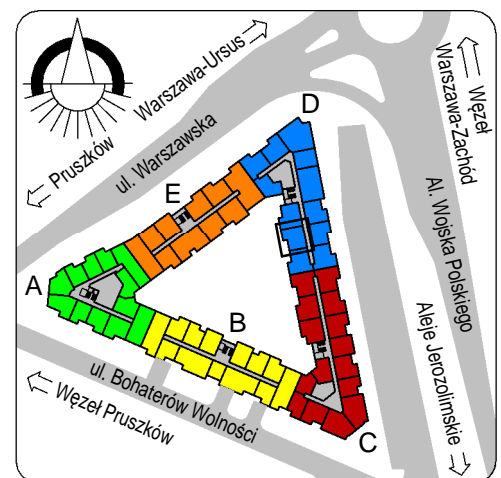 Warszawa-Ursus
Pruszków
ul. Warszawska
Węzeł
Warszawa-Zachód
D
E
A
B
C
Al. Wojska Polskiego
Aleje Jerozolimskie
ul. Bohaterów Wolności
Węzeł Pruszków